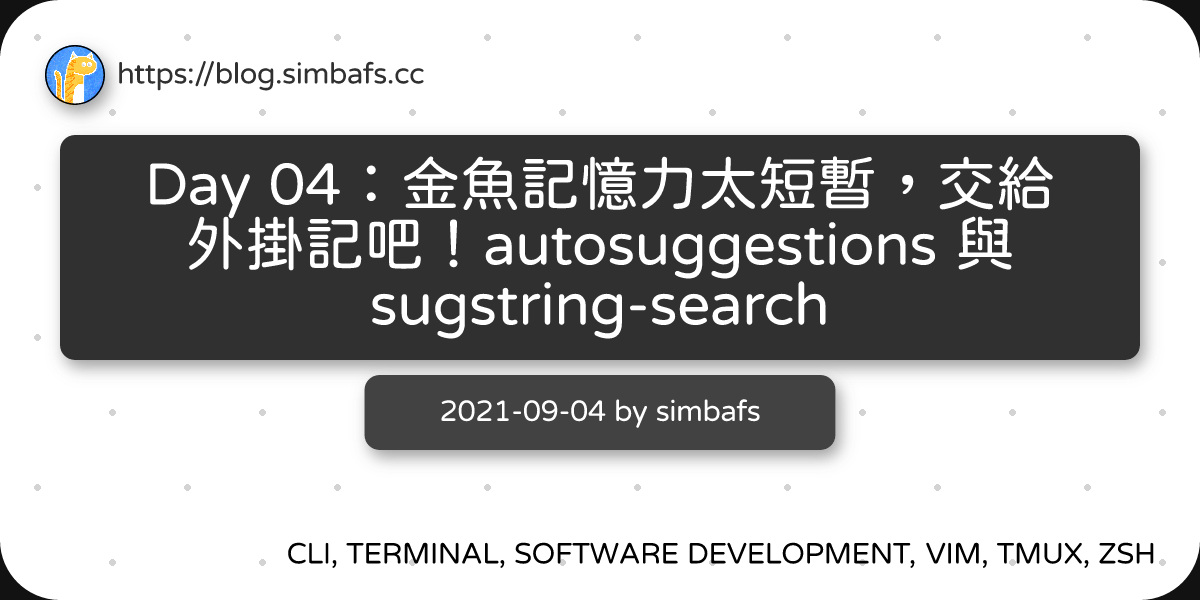 https://blog.simbafs.cc
Day 04：金魚記憶力太短暫，交給
外掛記吧！autosuggestions 與
sugstring-search
2021-09-04 by simbafs
CLI, TERMINAL, SOFTWARE DEVELOPMENT, VIM, TMUX, ZSH